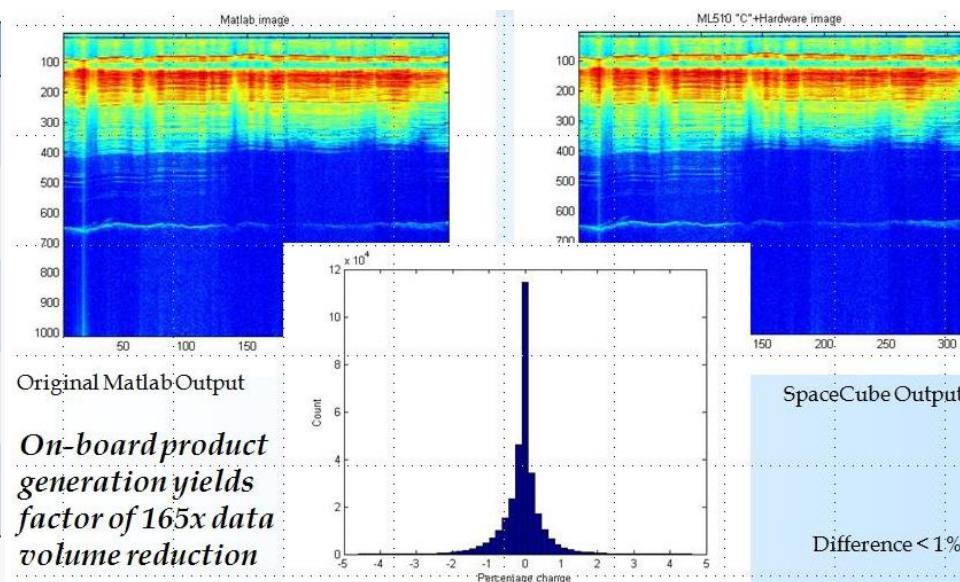 Matlab image
100
200
300
400
500
600
700
800
900
1000
50 100 150
ML510 "C"+Hardware image
100
200
300
400
500
600
700
150 200 250 300
x 10^4
12
10
8
6
4
2
0
Count
-5 -4 -3 -2 -1 0 1 2 3 4 5
Percentage change
Original Matlab Output
On-board product
generation yields
factor of 165x data
volume reduction
SpaceCube Output
Difference < 1%